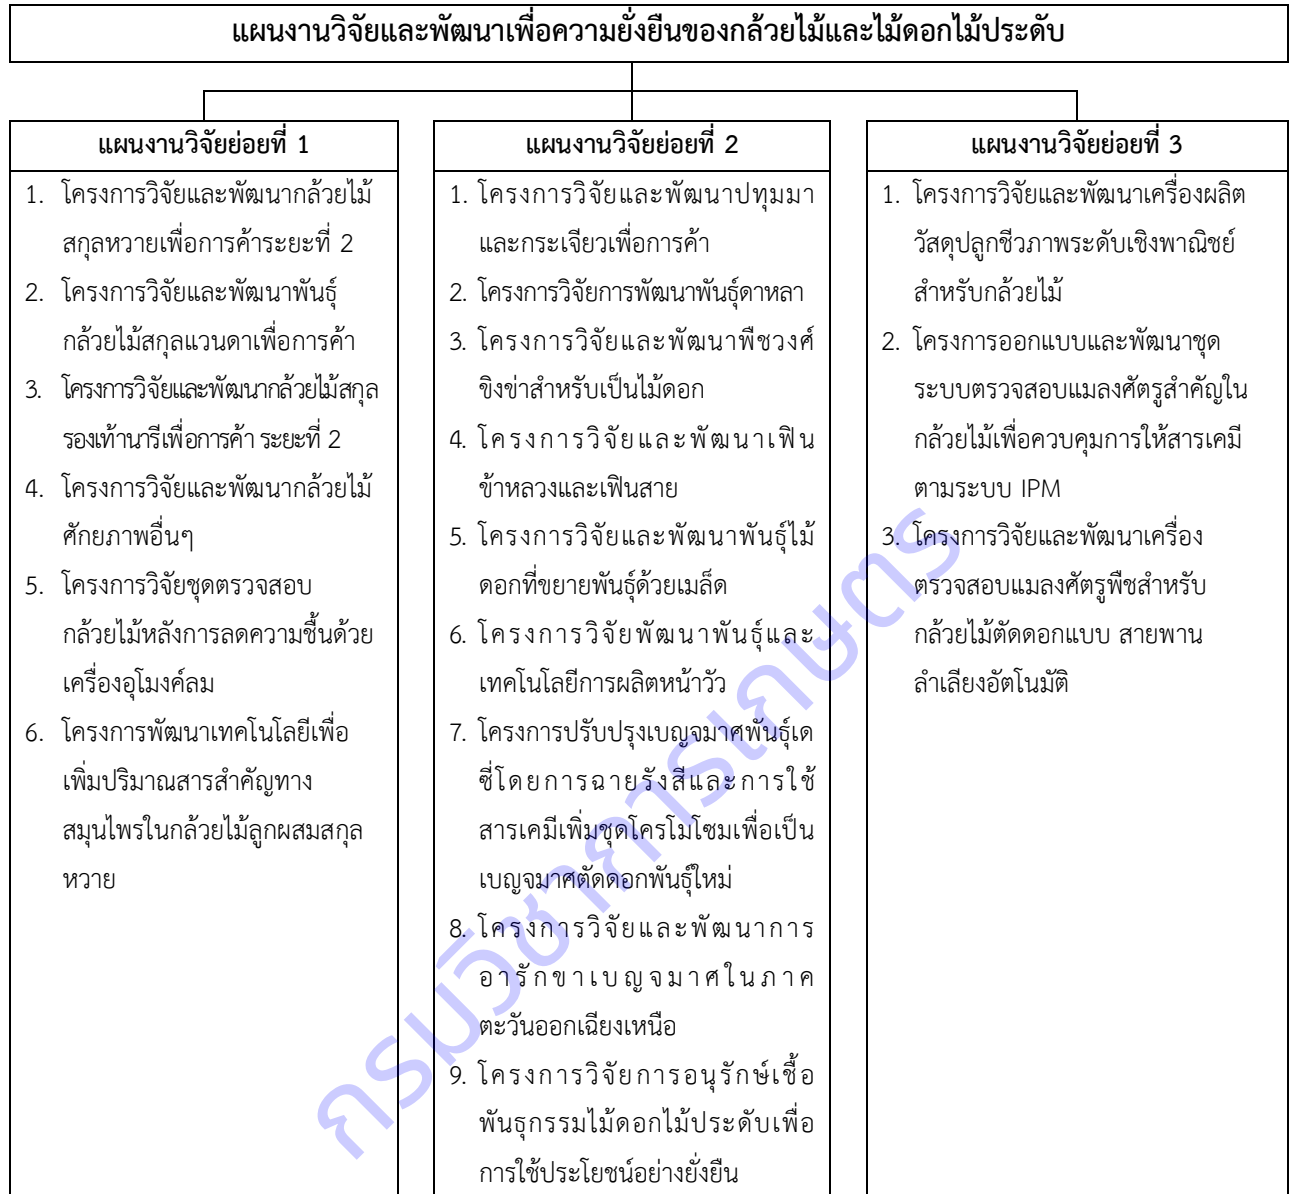 แผนงานวิจัยและพัฒนาเพื่อความยั่งยืนของกล้วยไม้และไม้ดอกไม้ประดับ
แผนงานวิจัยย่อยที่ 1
1. โครงการวิจัยและพัฒนากล้วยไม้
สกุลหวายเพื่อการค้าระยะที่ 2
2. โครงการวิจัยและพัฒนาพันธุ์
กล้วยไม้สกุลแวนดาเพื่อการค้า
3. โครงการวิจัยและพัฒนากล้วยไม้สกุล
รองเท้านารีเพื่อการค้า ระยะที่ 2
4. โครงการวิจัยและพัฒนากล้วยไม้
ศักยภาพอื่นๆ
5. โครงการวิจัยชุดตรวจสอบ
กล้วยไม้หลังการลดความชื้นด้วย
เครื่องอุโมงค์ลม
6. โครงการพัฒนาเทคโนโลยีเพื่อ
เพิ่มปริมาณสารสำคัญทาง
สมุนไพรในกล้วยไม้ลูกผสมสกุล
หวาย
แผนงานวิจัยย่อยที่ 2
1. โครงการวิจัยและพัฒนาปทุมมา
และกระเจียวเพื่อการค้า
2. โครงการวิจัยการพัฒนาพันธุ์ดาหลา
3. โครงการวิจัยและพัฒนาพืชวงศ์
ขิงข่าสำหรับเป็นไม้ดอก
4. โครงการวิจัยและพัฒนาเฟิน
ข้าหลวงและเฟินสาย
5. โครงการวิจัยและพัฒนาพันธุ์ไม้
ดอกที่ขยายพันธุ์ด้วยเมล็ด
6. โครงการวิจัยพัฒนาพันธุ์และ
เทคโนโลยีการผลิตหน้าวัว
7. โครงการปรับปรุงเบญจมาศพันธุ์เด
ซี่โดยการฉายรังสีและการใช้
สารเคมีเพิ่มชุดโครโมโซมเพื่อเป็น
เบญจมาศตัดดอกพันธุ์ใหม่
8. โครงการวิจัยและพัฒนาการ
อารักขาเบญจมาศในภาค
ตะวันออกเฉียงเหนือ
9. โครงการวิจัยการอนุรักษ์เชื้อ
พันธุกรรมไม้ดอกไม้ประดับเพื่อ
การใช้ประโยชน์อย่างยั่งยืน
แผนงานวิจัยย่อยที่ 3
1. โครงการวิจัยและพัฒนาเครื่องผลิต
วัสดุปลูกชีวภาพระดับเชิงพาณิชย์
สำหรับกล้วยไม้
2. โครงการออกแบบและพัฒนาชุด
ระบบตรวจสอบแมลงศัตรูสำคัญใน
กล้วยไม้เพื่อควบคุมการให้สารเคมี
ตามระบบ IPM
3. โครงการวิจัยและพัฒนาเครื่อง
ตรวจสอบแมลงศัตรูพืชสำหรับ
กล้วยไม้ตัดดอกแบบ สายพาน
ลำเลียงอัตโนมัติ
กรมวิชาการเกษตร